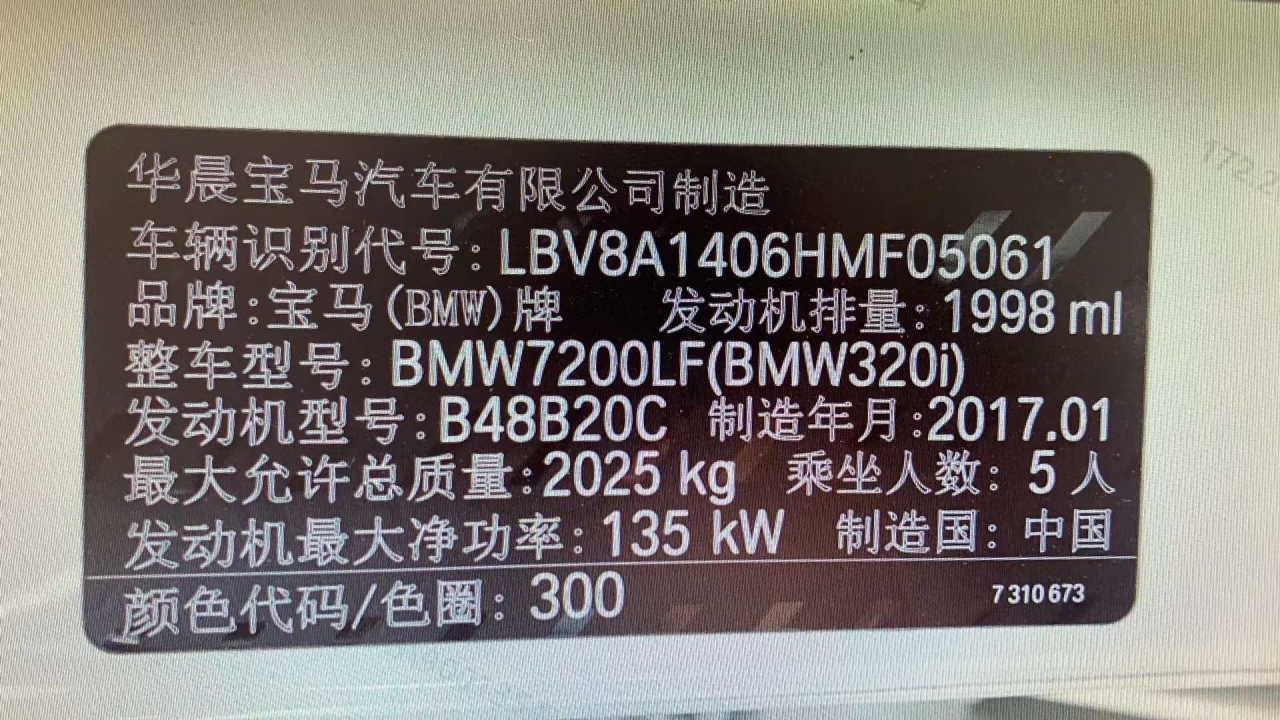 华晨宝马汽车有限公司制造
车辆识别代号:LBV8A1406HMF05061
品牌:宝马(BMW)牌 发动机排量:1998 ml
整车型号:BMW7200LF(BMW320i)
发动机型号:B48B20C 制造年月:2017.01
最大允许总质量:2025 kg 乘坐人数:5 人
发动机最大净功率:135 kW 制造国:中国
颜色代码/色圈:300 7 310 673